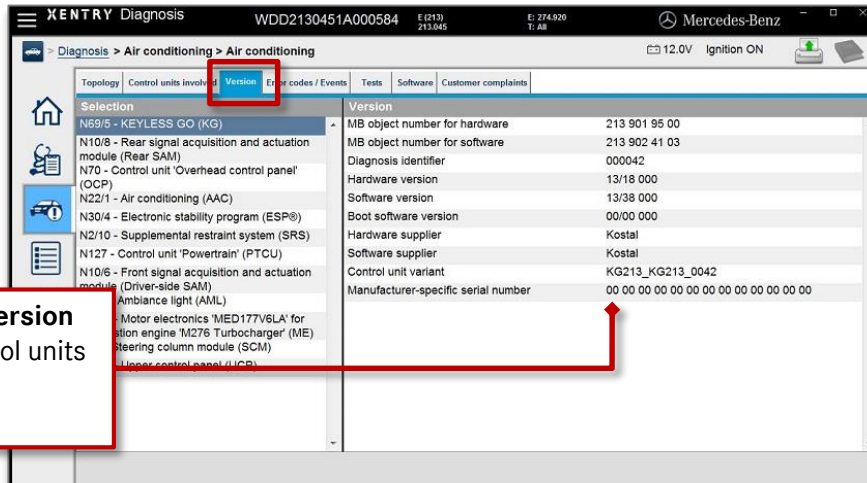 XENTRY Diagnosis
WDD2130451A000584
E (213)
213.045
E: 274.920
T: All
Mercedes-Benz
> Diagnosis > Air conditioning > Air conditioning
12.0V Ignition ON
Topology Control units involved Version Error codes / Events Tests Software Customer complaints
Selection
N69/5 - KEYLESS GO (KG)
N10/8 - Rear signal acquisition and actuation
module (Rear SAM)
N70 - Control unit 'Overhead control panel'
(OCP)
N22/1 - Air conditioning (AAC)
N30/4 - Electronic stability program (ESP®)
N2/10 - Supplemental restraint system (SRS)
N127 - Control unit 'Powertrain' (PTCU)
N10/6 - Front signal acquisition and actuation
module (Driver-side SAM)
Ambiance light (AML)
Motor electronics 'MED177V6LA' for
stion engine 'M276 Turbocharger' (ME)
Steering column module (SCM)
Upper control panel (UCP)
Version
MB object number for hardware 213 901 95 00
MB object number for software 213 902 41 03
Diagnosis identifier 000042
Hardware version 13/18 000
Software version 13/38 000
Boot software version 00/00 000
Hardware supplier Kostal
Software supplier Kostal
Control unit variant KG213_KG213_0042
Manufacturer-specific serial number 00 00 00 00 00 00 00 00 00 00 00 00 00
ersion
ol units